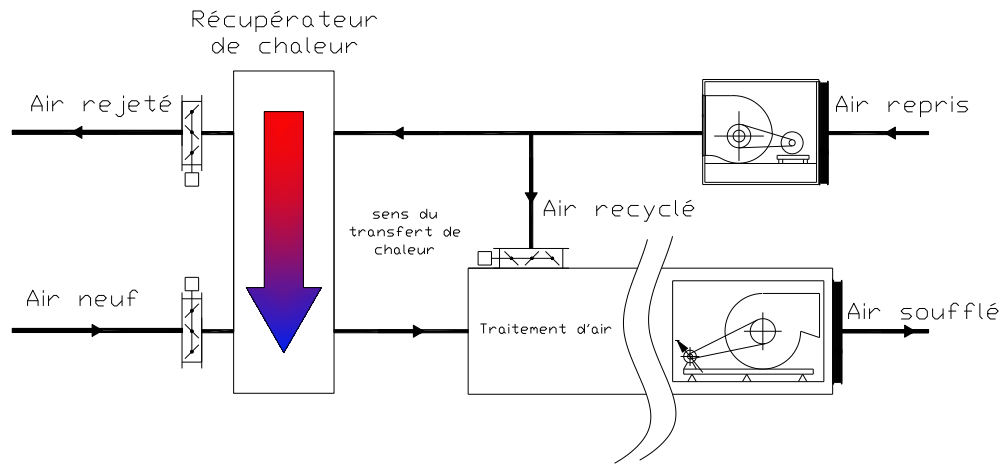 Récupérateur
de chaleur
Air rejeté
Air repris
sens du
transfert de
chaleur
Air recyclé
Air neuf
Traitement d'air
Air soufflé